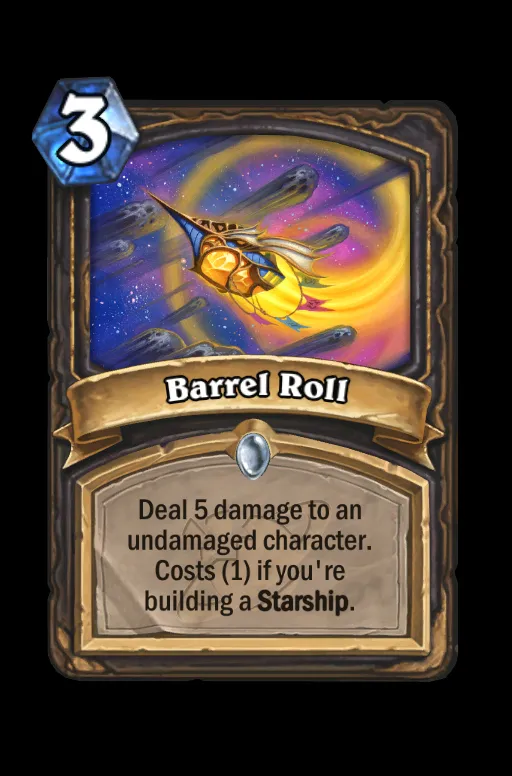 3
Barrel Roll
Deal 5 damage to an
undamaged character.
Costs (1) if you're
building a Starship.